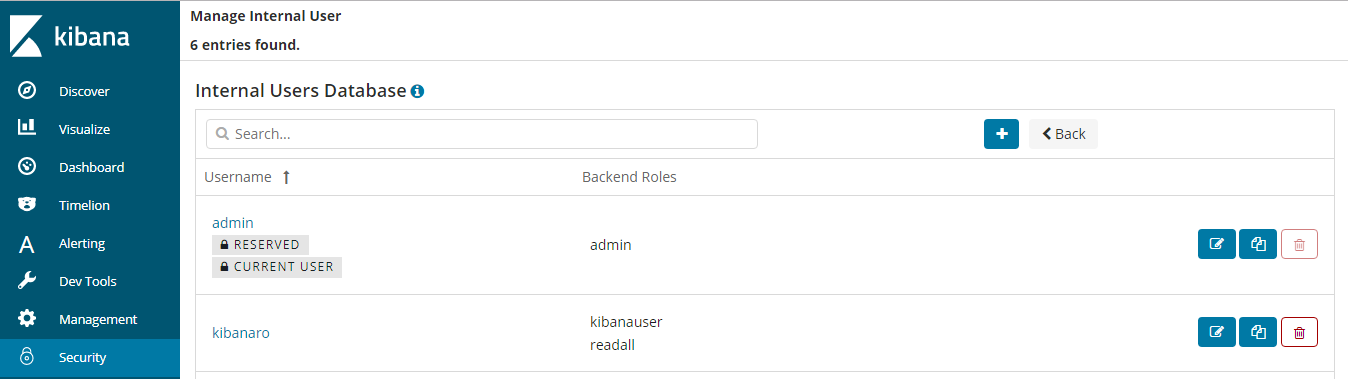 kibana
Discover
Visualize
Dashboard
Timelion
A Alerting
Dev Tools
Management
Security
Manage Internal User
6 entries found.
Internal Users Database
Search...
Back
Username Backend Roles
admin
RESERVED
CURRENT USER
admin
kibanaro
kibanauser
readall